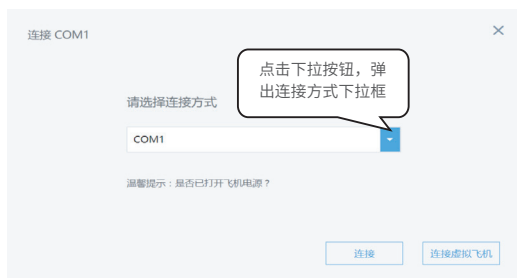 连接 COM1
点击下拉按钮，弹
出连接方式下拉框
请选择连接方式
COM1
温馨提示：是否已打开飞机电源？
连接
连接虚拟飞机